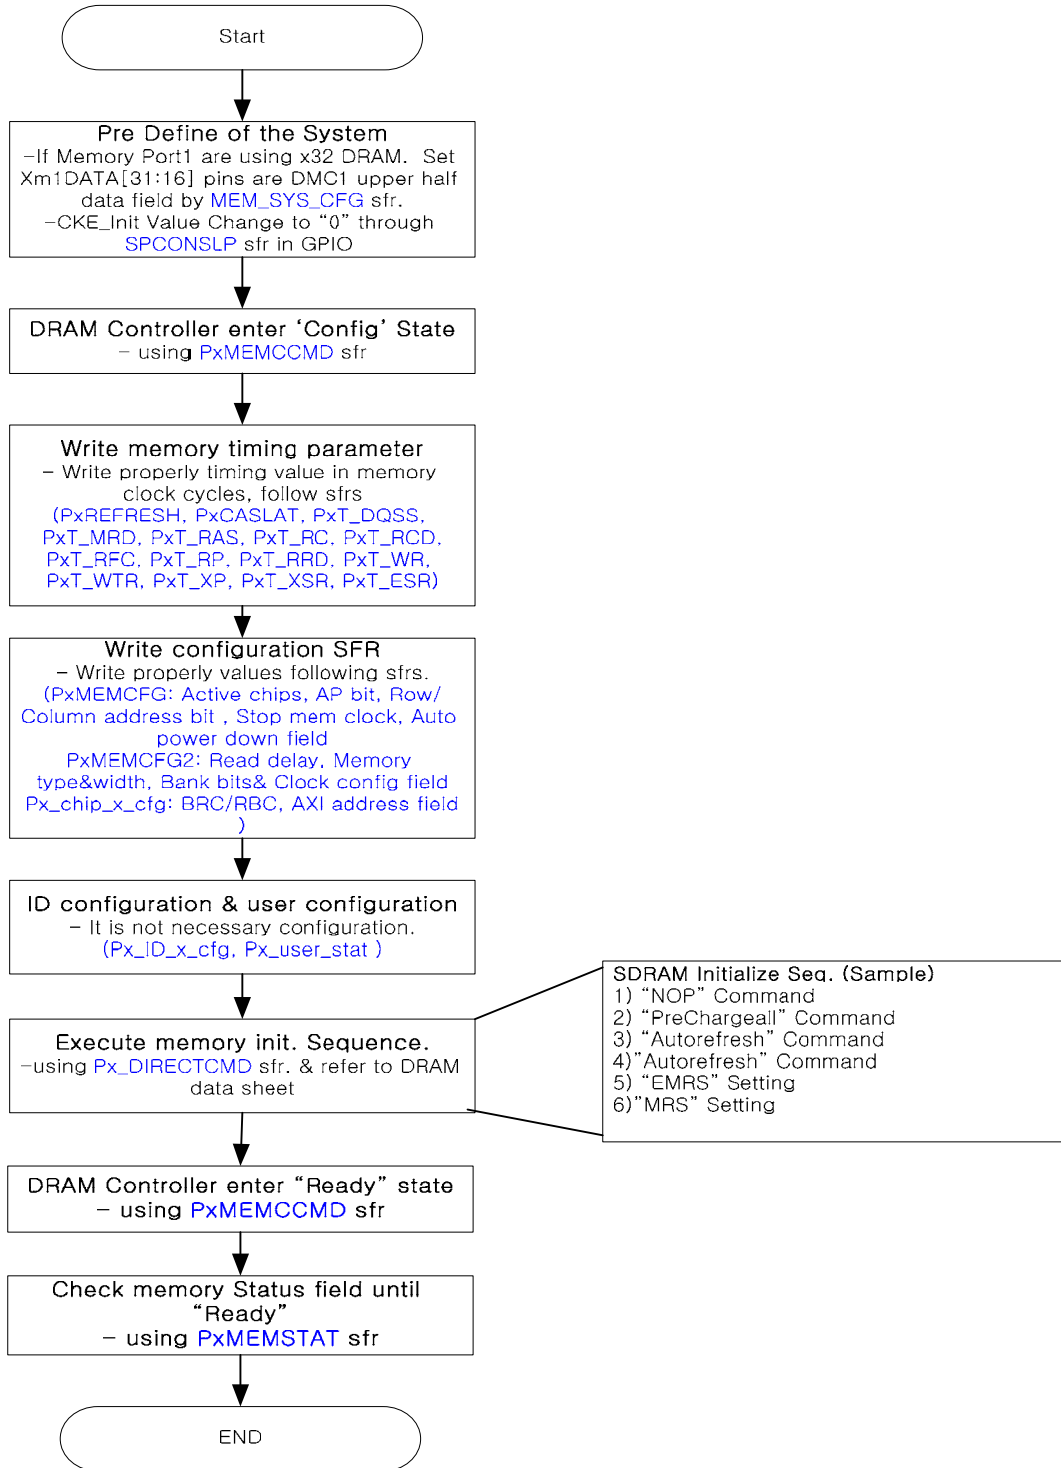 Start
Pre Define of the System
-If Memory Port1 are using x32 DRAM. Set
Xm1DATA[31:16] pins are DMC1 upper half
data field by MEM_SYS_CFG sfr.
-CKE_Init Value Change to “0” through
SPCONSLP sfr in GPIO
DRAM Controller enter ‘Config’ State
- using PxMEMCCMD sfr
Write memory timing parameter
- Write properly timing value in memory
clock cycles, follow sfrs
(PxREFRESH, PxCASLAT, PxT_DQSS,
PxT_MRD, PxT_RAS, PxT_RC, PxT_RCD,
PxT_RFC, PxT_RP, PxT_RRD, PxT_WR,
PxT_WTR, PxT_XP, PxT_XSR, PxT_ESR)
Write configuration SFR
- Write properly values following sfrs.
(PxMEMCFG: Active chips, AP bit, Row/
Column address bit , Stop mem clock, Auto
power down field
PxMEMCFG2: Read delay, Memory
type&width, Bank bits& Clock config field
Px_chip_x_cfg: BRC/RBC, AXI address field
)
ID configuration & user configuration
- It is not necessary configuration.
(Px_ID_x_cfg, Px_user_stat )
Execute memory init. Sequence.
-using Px_DIRECTCMD sfr. & refer to DRAM
data sheet
SDRAM Initialize Seq. (Sample)
1) “NOP” Command
2) “PreChargeall” Command
3) “Autorefresh” Command
4)”Autorefresh” Command
5) “EMRS” Setting
6)”MRS” Setting
DRAM Controller enter “Ready” state
- using PxMEMCCMD sfr
Check memory Status field until
“Ready”
- using PxMEMSTAT sfr
END